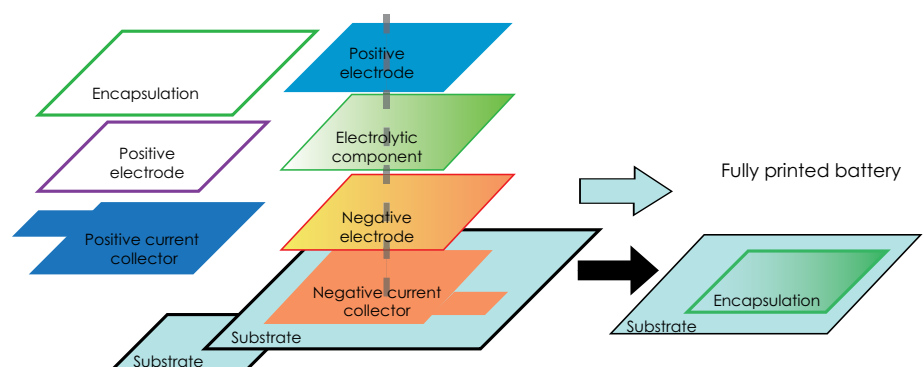 Encapsulation
Positive
electrode
Positive current
collector
Positive
electrode
Electrolytic
component
Negative
electrode
Negative current
collector
Substrate
Substrate
Fully printed battery
Encapsulation
Substrate